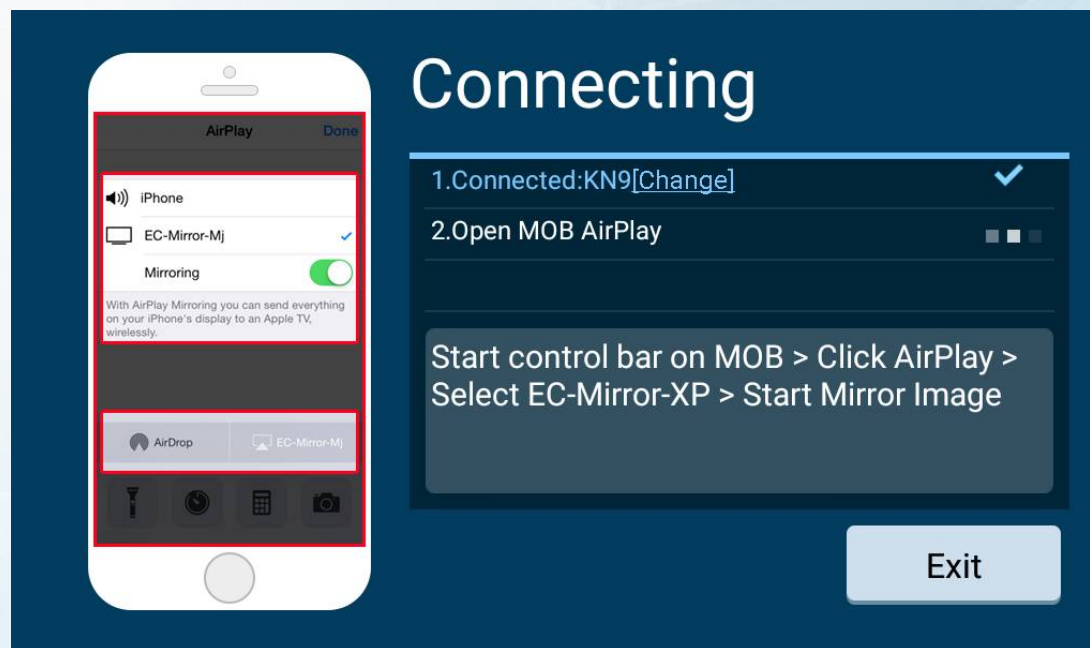 AirPlay Done
iPhone
EC-Mirror-Mj
Mirroring
With AirPlay Mirroring you can send everything
on your iPhone's display to an Apple TV,
wirelessly.
AirDrop EC-Mirror-Mj
Connecting
1.Connected:KN9[Change]
2.Open MOB AirPlay
Start control bar on MOB > Click AirPlay >
Select EC-Mirror-XP > Start Mirror Image
Exit